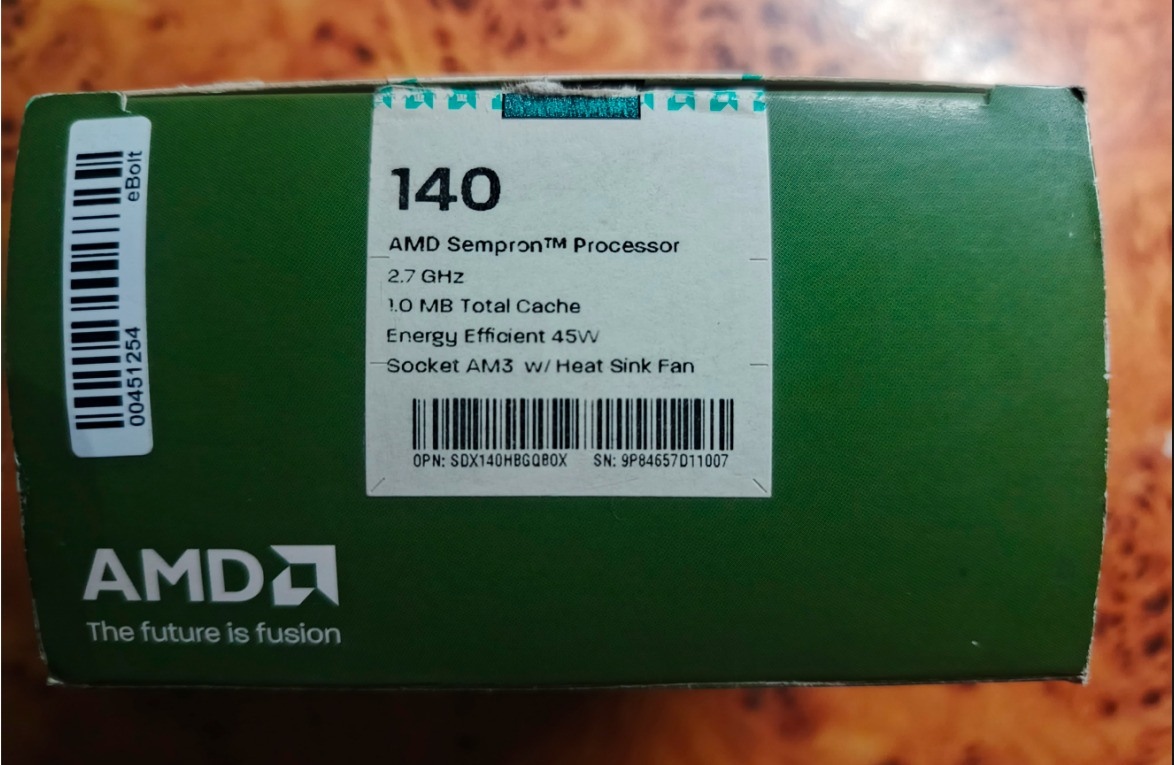 eBolt
00451254
140
AMD Sempron™ Processor
2.7 GHz
1.0 MB Total Cache
Energy Efficient 45W
Socket AM3 w/ Heat Sink Fan
OPN: SDX140HBGQBOX SN: 9P84657D11007
AMD
The future is fusion